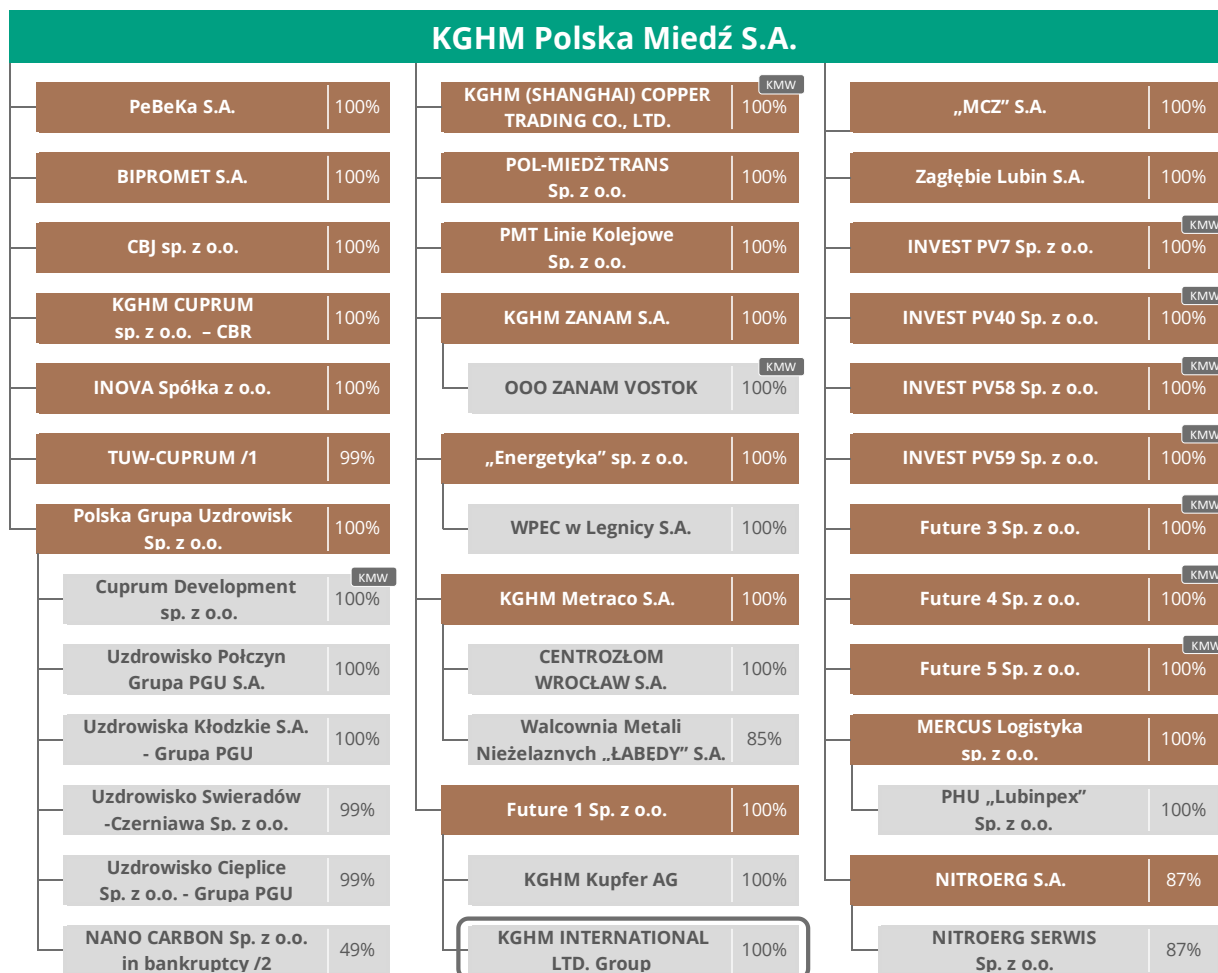 KGHM Polska Miedź S.A.
PeBeKa S.A. 100%
BIPROMET S.A. 100%
CBJ sp. z o.o. 100%
KGHM CUPRUM
sp. z o.o. – CBR 100%
INOVA Spółka z o.o. 100%
TUW-CUPRUM /1 99%
Polska Grupa Uzdrowisk
Sp. z o.o. 100%
KMW
Cuprum Development
sp. z o.o. 100%
Uzdrowisko Połczyn
Grupa PGU S.A. 100%
Uzdrowiska Kłodzkie S.A.
- Grupa PGU 100%
Uzdrowisko Swieradów
-Czerniawa Sp. z o.o. 99%
Uzdrowisko Cieplice
Sp. z o.o. - Grupa PGU 99%
NANO CARBON Sp. z o.o.
in bankruptcy /2 49%
KMW
KGHM (SHANGHAI) COPPER
TRADING CO., LTD. 100%
POL-MIEDŹ TRANS
Sp. z o.o. 100%
PMT Linie Kolejowe
Sp. z o.o. 100%
KGHM ZANAM S.A. 100%
KMW
OOO ZANAM VOSTOK 100%
„Energetyka” sp. z o.o. 100%
WPEC w Legnicy S.A. 100%
KGHM Metraco S.A. 100%
CENTROZŁOM
WROCŁAW S.A. 100%
Walcownia Metali
Nieżelaznych „ŁABĘDY” S.A. 85%
Future 1 Sp. z o.o. 100%
KGHM Kupfer AG 100%
KGHM INTERNATIONAL
LTD. Group 100%
„MCZ” S.A. 100%
Zagłębie Lubin S.A. 100%
KMW
INVEST PV7 Sp. z o.o. 100%
KMW
INVEST PV40 Sp. z o.o. 100%
KMW
INVEST PV58 Sp. z o.o. 100%
KMW
INVEST PV59 Sp. z o.o. 100%
KMW
Future 3 Sp. z o.o. 100%
KMW
Future 4 Sp. z o.o. 100%
KMW
Future 5 Sp. z o.o. 100%
MERCUS Logistyka
sp. z o.o. 100%
PHU „Lubinpex”
Sp. z o.o. 100%
NITROERG S.A. 87%
NITROERG SERWIS
Sp. z o.o. 87%